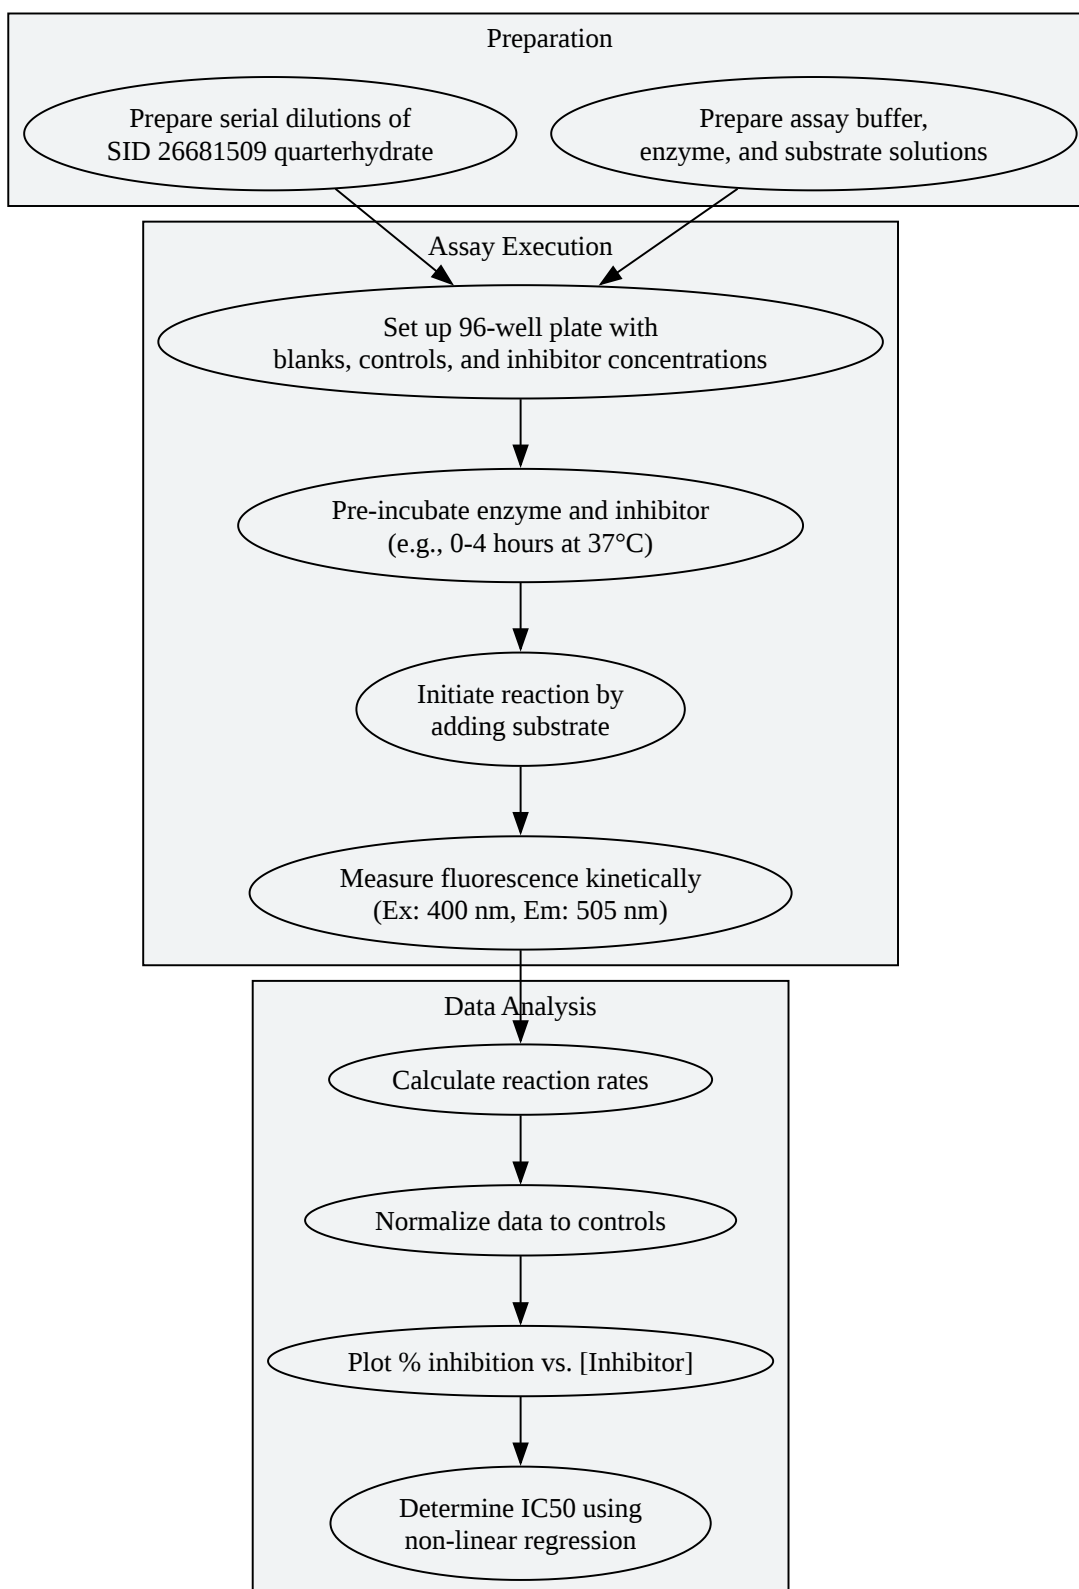 Preparation
Prepare serial dilutions of
SID 26681509 quarterhydrate
Prepare assay buffer,
enzyme, and substrate solutions
Assay Execution
Set up 96-well plate with
blanks, controls, and inhibitor concentrations
Pre-incubate enzyme and inhibitor
(e.g., 0-4 hours at 37°C)
Initiate reaction by
adding substrate
Measure fluorescence kinetically
(Ex: 400 nm, Em: 505 nm)
Data Analysis
Calculate reaction rates
Normalize data to controls
Plot % inhibition vs. [Inhibitor]
Determine IC50 using
non-linear regression